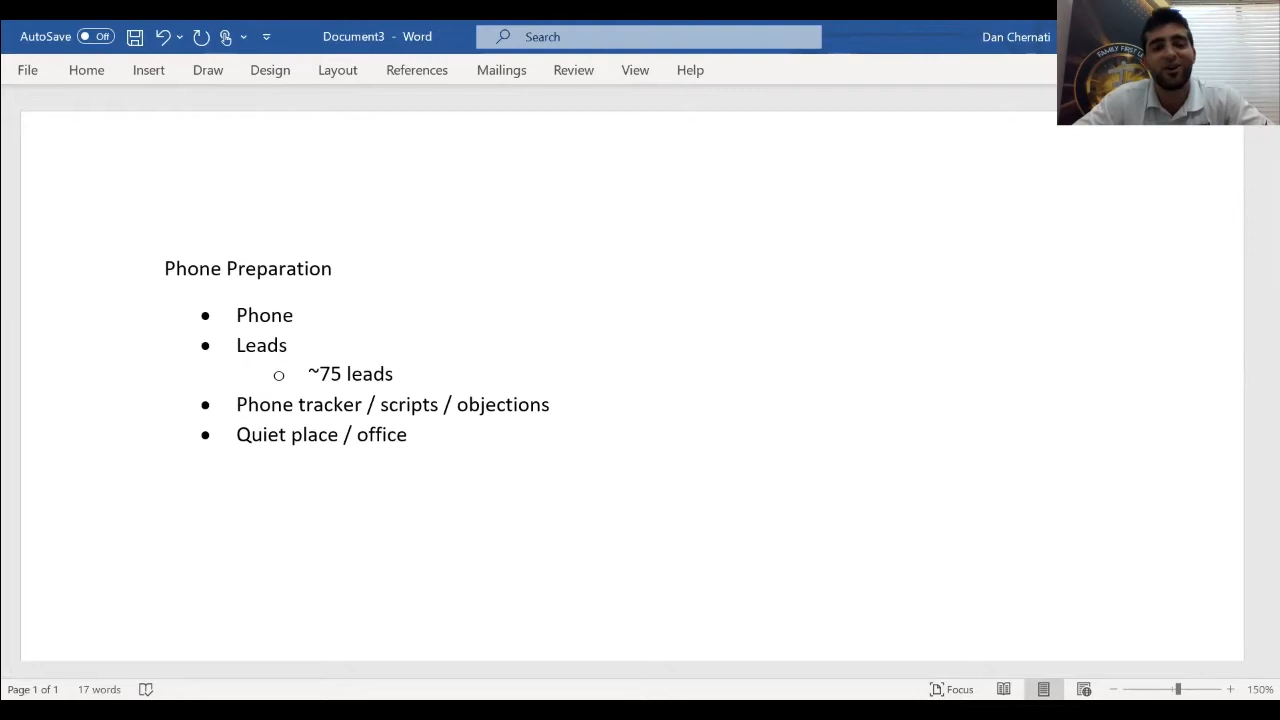 AutoSave Off Document3 - Word Search Dan Chernati
File Home Insert Draw Design Layout References Mailings Review View Help
FAMILY FIRST
Phone Preparation
• Phone
• Leads
o ~75 leads
• Phone tracker / scripts / objections
• Quiet place / office
Page 1 of 1 17 words Focus 150%